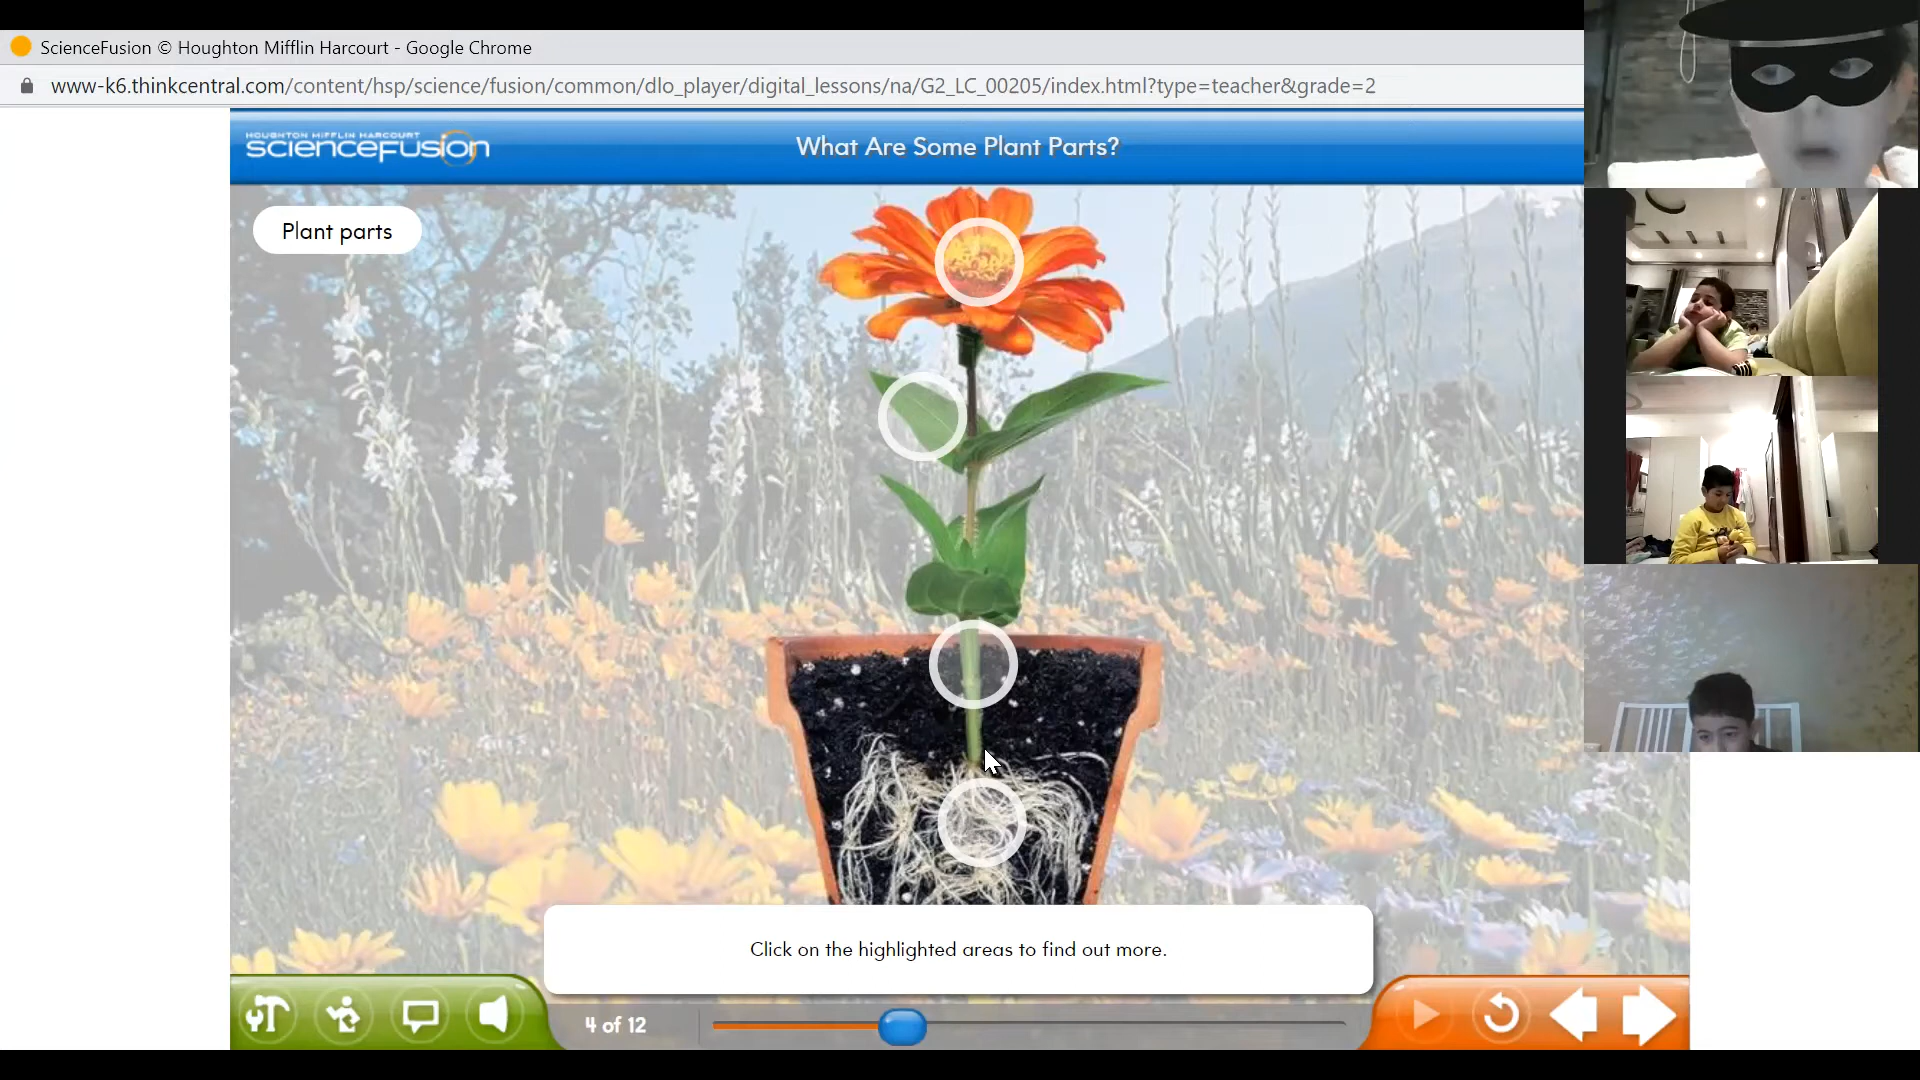 ScienceFusion © Houghton Mifflin Harcourt - Google Chrome
www-k6.thinkcentral.com/content/hsp/science/fusion/common/dlo_player/digital_lessons/na/G2_LC_00205/index.html?type=teacher&grade=2
HOUGHTON MIFFLIN HARCOURT
scienceFusion
What Are Some Plant Parts?
Plant parts
Click on the highlighted areas to find out more.
4 of 12